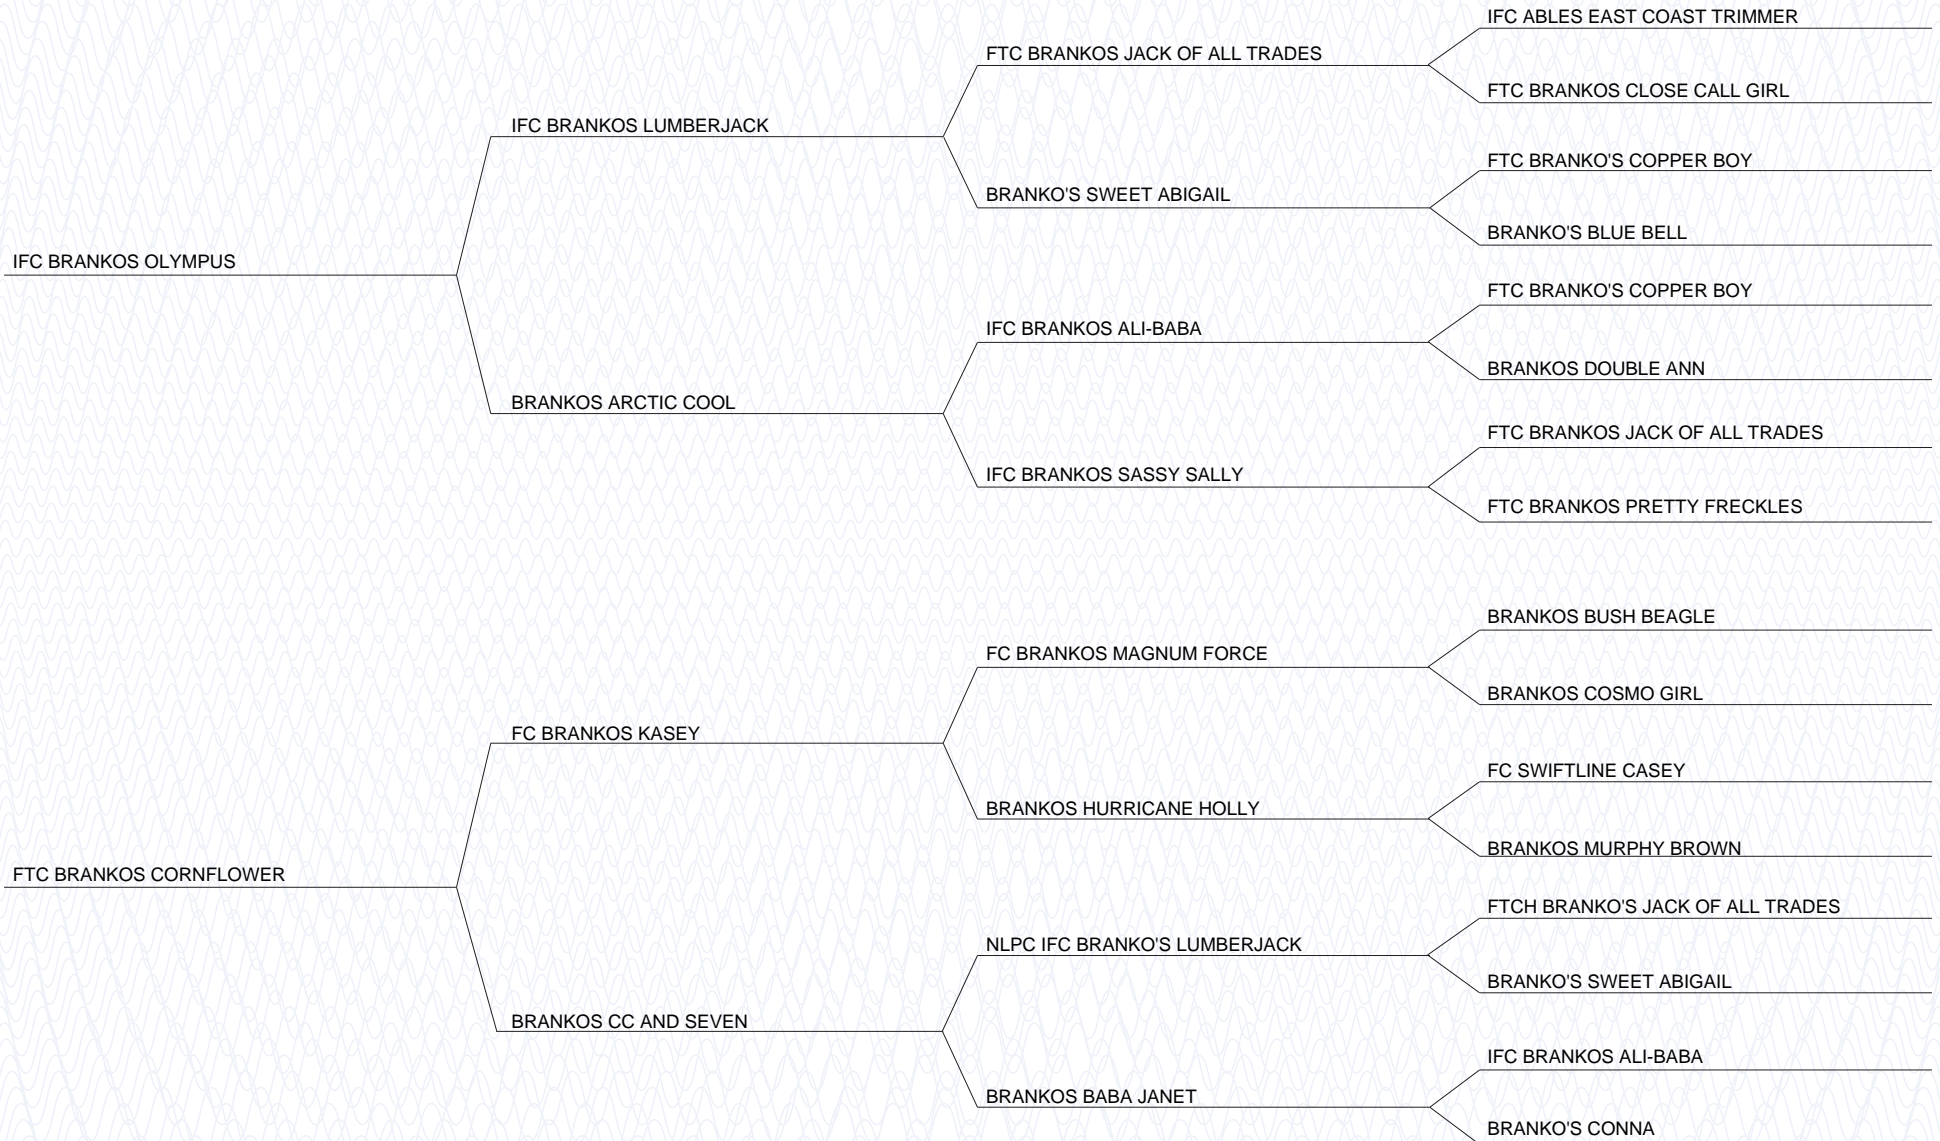 IFC ABLES EAST COAST TRIMMER
FTC BRANKOS JACK OF ALL TRADES
FTC BRANKOS CLOSE CALL GIRL
IFC BRANKOS LUMBERJACK
FTC BRANKO'S COPPER BOY
BRANKO'S SWEET ABIGAIL
BRANKO'S BLUE BELL
IFC BRANKOS OLYMPUS
FTC BRANKO'S COPPER BOY
IFC BRANKOS ALI-BABA
BRANKOS DOUBLE ANN
BRANKOS ARCTIC COOL
FTC BRANKOS JACK OF ALL TRADES
IFC BRANKOS SASSY SALLY
FTC BRANKOS PRETTY FRECKLES
BRANKOS BUSH BEAGLE
FC BRANKOS MAGNUM FORCE
BRANKOS COSMO GIRL
FC BRANKOS KASEY
FC SWIFTLINE CASEY
BRANKOS HURRICANE HOLLY
BRANKOS MURPHY BROWN
FTC BRANKOS CORNFLOWER
FTCH BRANKO'S JACK OF ALL TRADES
NLPC IFC BRANKO'S LUMBERJACK
BRANKO'S SWEET ABIGAIL
BRANKOS CC AND SEVEN
IFC BRANKOS ALI-BABA
BRANKOS BABA JANET
BRANKO'S CONNA